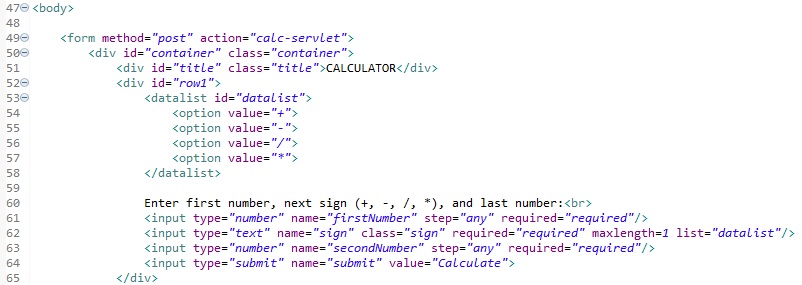 47 <body>
48
49     <form method="post" action="calc-servlet">
50         <div id="container" class="container">
51             <div id="title" class="title">CALCULATOR</div>
52             <div id="row1">
53                 <datalist id="datalist">
54                     <option value="+">
55                     <option value="-">
56                     <option value="/">
57                     <option value="*">
58                 </datalist>
59
60                 Enter first number, next sign (+, -, /, *), and last number:<br>
61                 <input type="number" name="firstNumber" step="any" required="required"/>
62                 <input type="text" name="sign" class="sign" required="required" maxlength=1 list="datalist"/>
63                 <input type="number" name="secondNumber" step="any" required="required"/>
64                 <input type="submit" name="submit" value="Calculate">
65             </div>